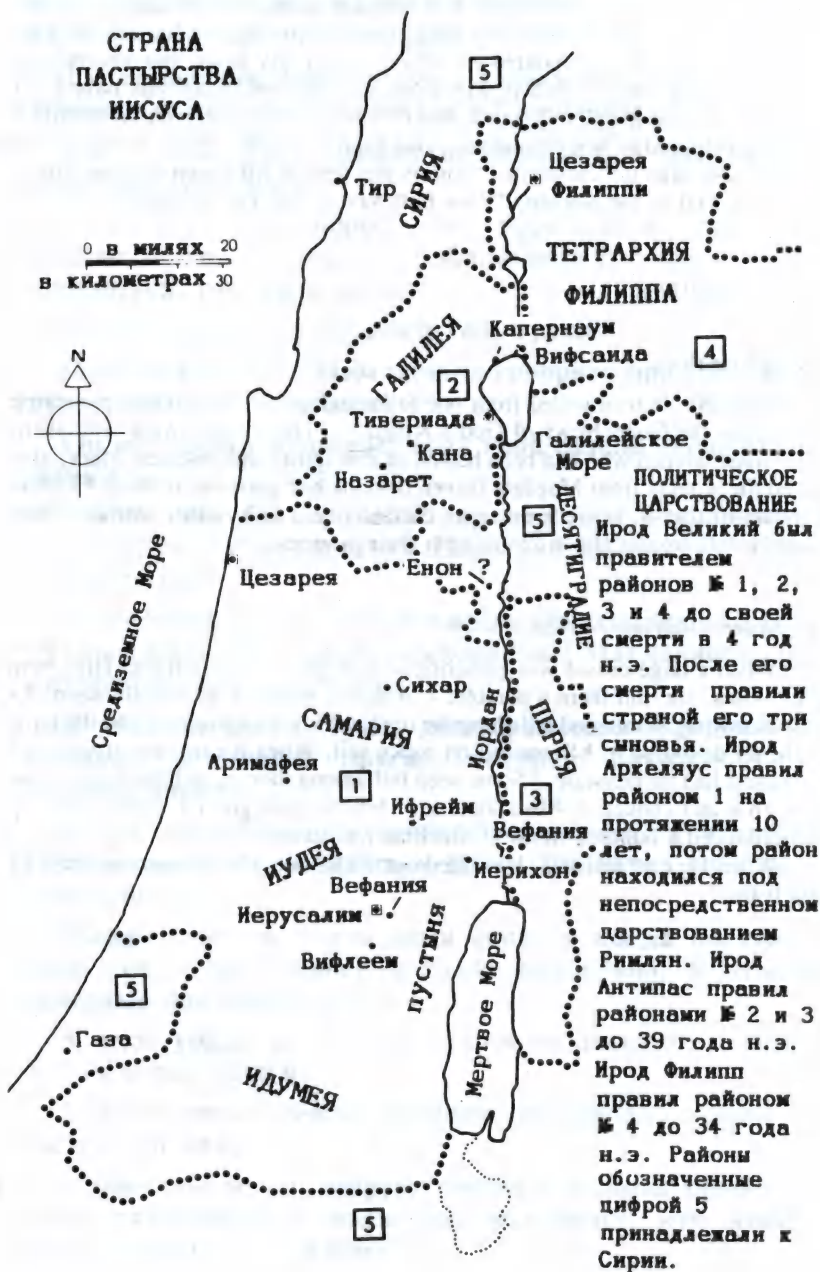 СТРАНА
ПАСТЫРСТВА
ИИСУСА
5
Цезарея
Филиппи
Тир
СИРИЯ
0 в милях 20
в километрах 30
ТЕТРАРХИЯ
ФИЛИППА
N
ГАЛИЛЕЯ
Капернаум
Вифсаида
4
2
Тивериада
Кана
Назарет
Галилейское
Море
ДЕСЯТИГРАДИЕ
5
Средиземное Море
Цезарея
Енон ?
Сихар
САМАРИЯ
Иордан
ПЕРЕЯ
Аримафея
1
Ифрейм
3
Вефания
ИУДЕЯ
Вефания
Иерихон
Иерусалим
Вифлеем
ПУСТЫНЯ
Мертвое Море
5
Газа
ИДУМЕЯ
5
ПОЛИТИЧЕСКОЕ
ЦАРСТВОВАНИЕ
Ирод Великий был
правителем
районов № 1, 2,
3 и 4 до своей
смерти в 4 год
н.э. После его
смерти правили
страной его три
сыновья. Ирод
Археляус правил
районом 1 на
протяжении 10
лет, а район
находился под
непосредственном
царствованием
Римлян. Ирод
Антипас правил
районами № 2 и 3
до 39 года н.э.
Ирод Филипп
правил районом
№ 4 до 34 года
н.э. Районы
обозначенные
цифрой 5
принадлежали к
Сирии.